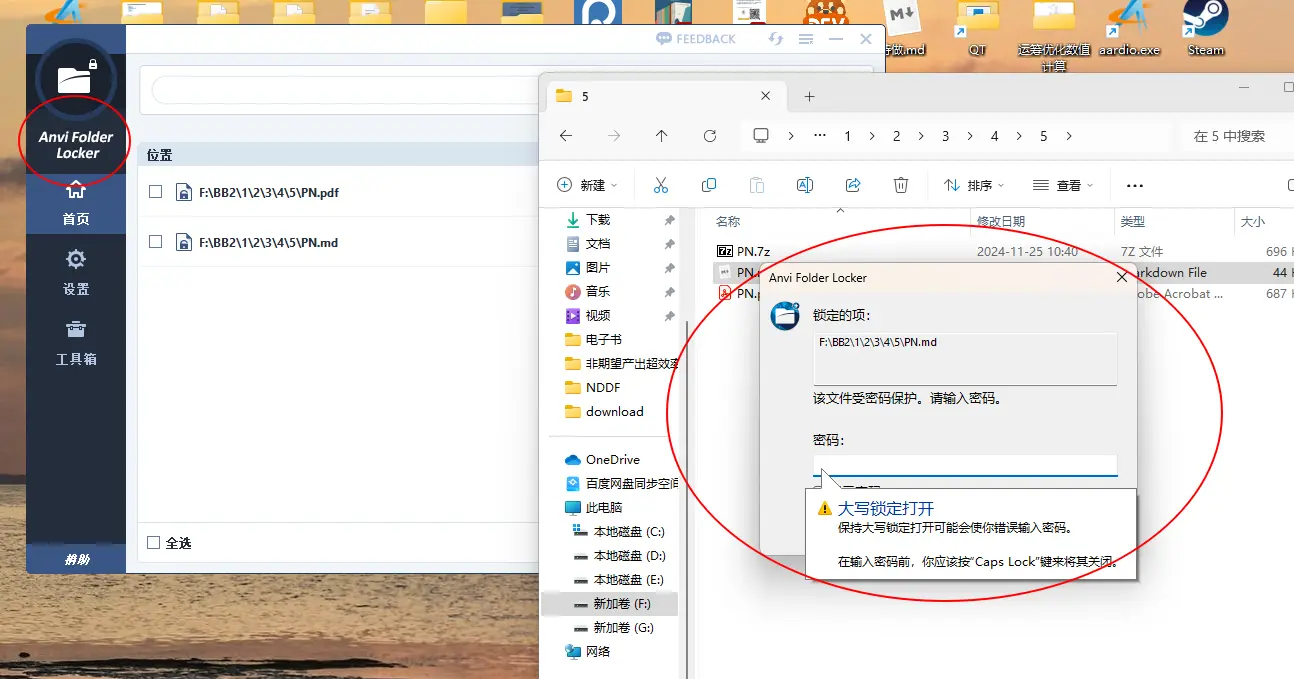 FEEDBACK
DEV
M↓
待做.md
QT
运筹优化数值
计算
aardio.exe
Steam
Anvi Folder
Locker
首页
设置
工具箱
帮助
位置
F:\BB2\1\2\3\4\5\PN.pdf
F:\BB2\1\2\3\4\5\PN.md
全选
5
1 > 2 > 3 > 4 > 5 >
在 5 中搜索
新建
排序
查看
下载
文档
图片
音乐
视频
电子书
非期望产出超效率
NDDF
download
OneDrive
百度网盘同步空间
此电脑
本地磁盘 (C:)
本地磁盘 (D:)
本地磁盘 (E:)
新加卷 (F:)
新加卷 (G:)
网络
名称 修改日期 类型 大小
PN.7z 2024-11-25 10:40 7Z 文件 696
PN. arkdown File 44
PN.p obe Acrobat ... 687
Anvi Folder Locker
锁定的项:
F:\BB2\1\2\3\4\5\PN.md
该文件受密码保护。请输入密码。
密码:
大写锁定打开
保持大写锁定打开可能会使你错误输入密码。
在输入密码前，你应该按“Caps Lock”键来将其关闭。